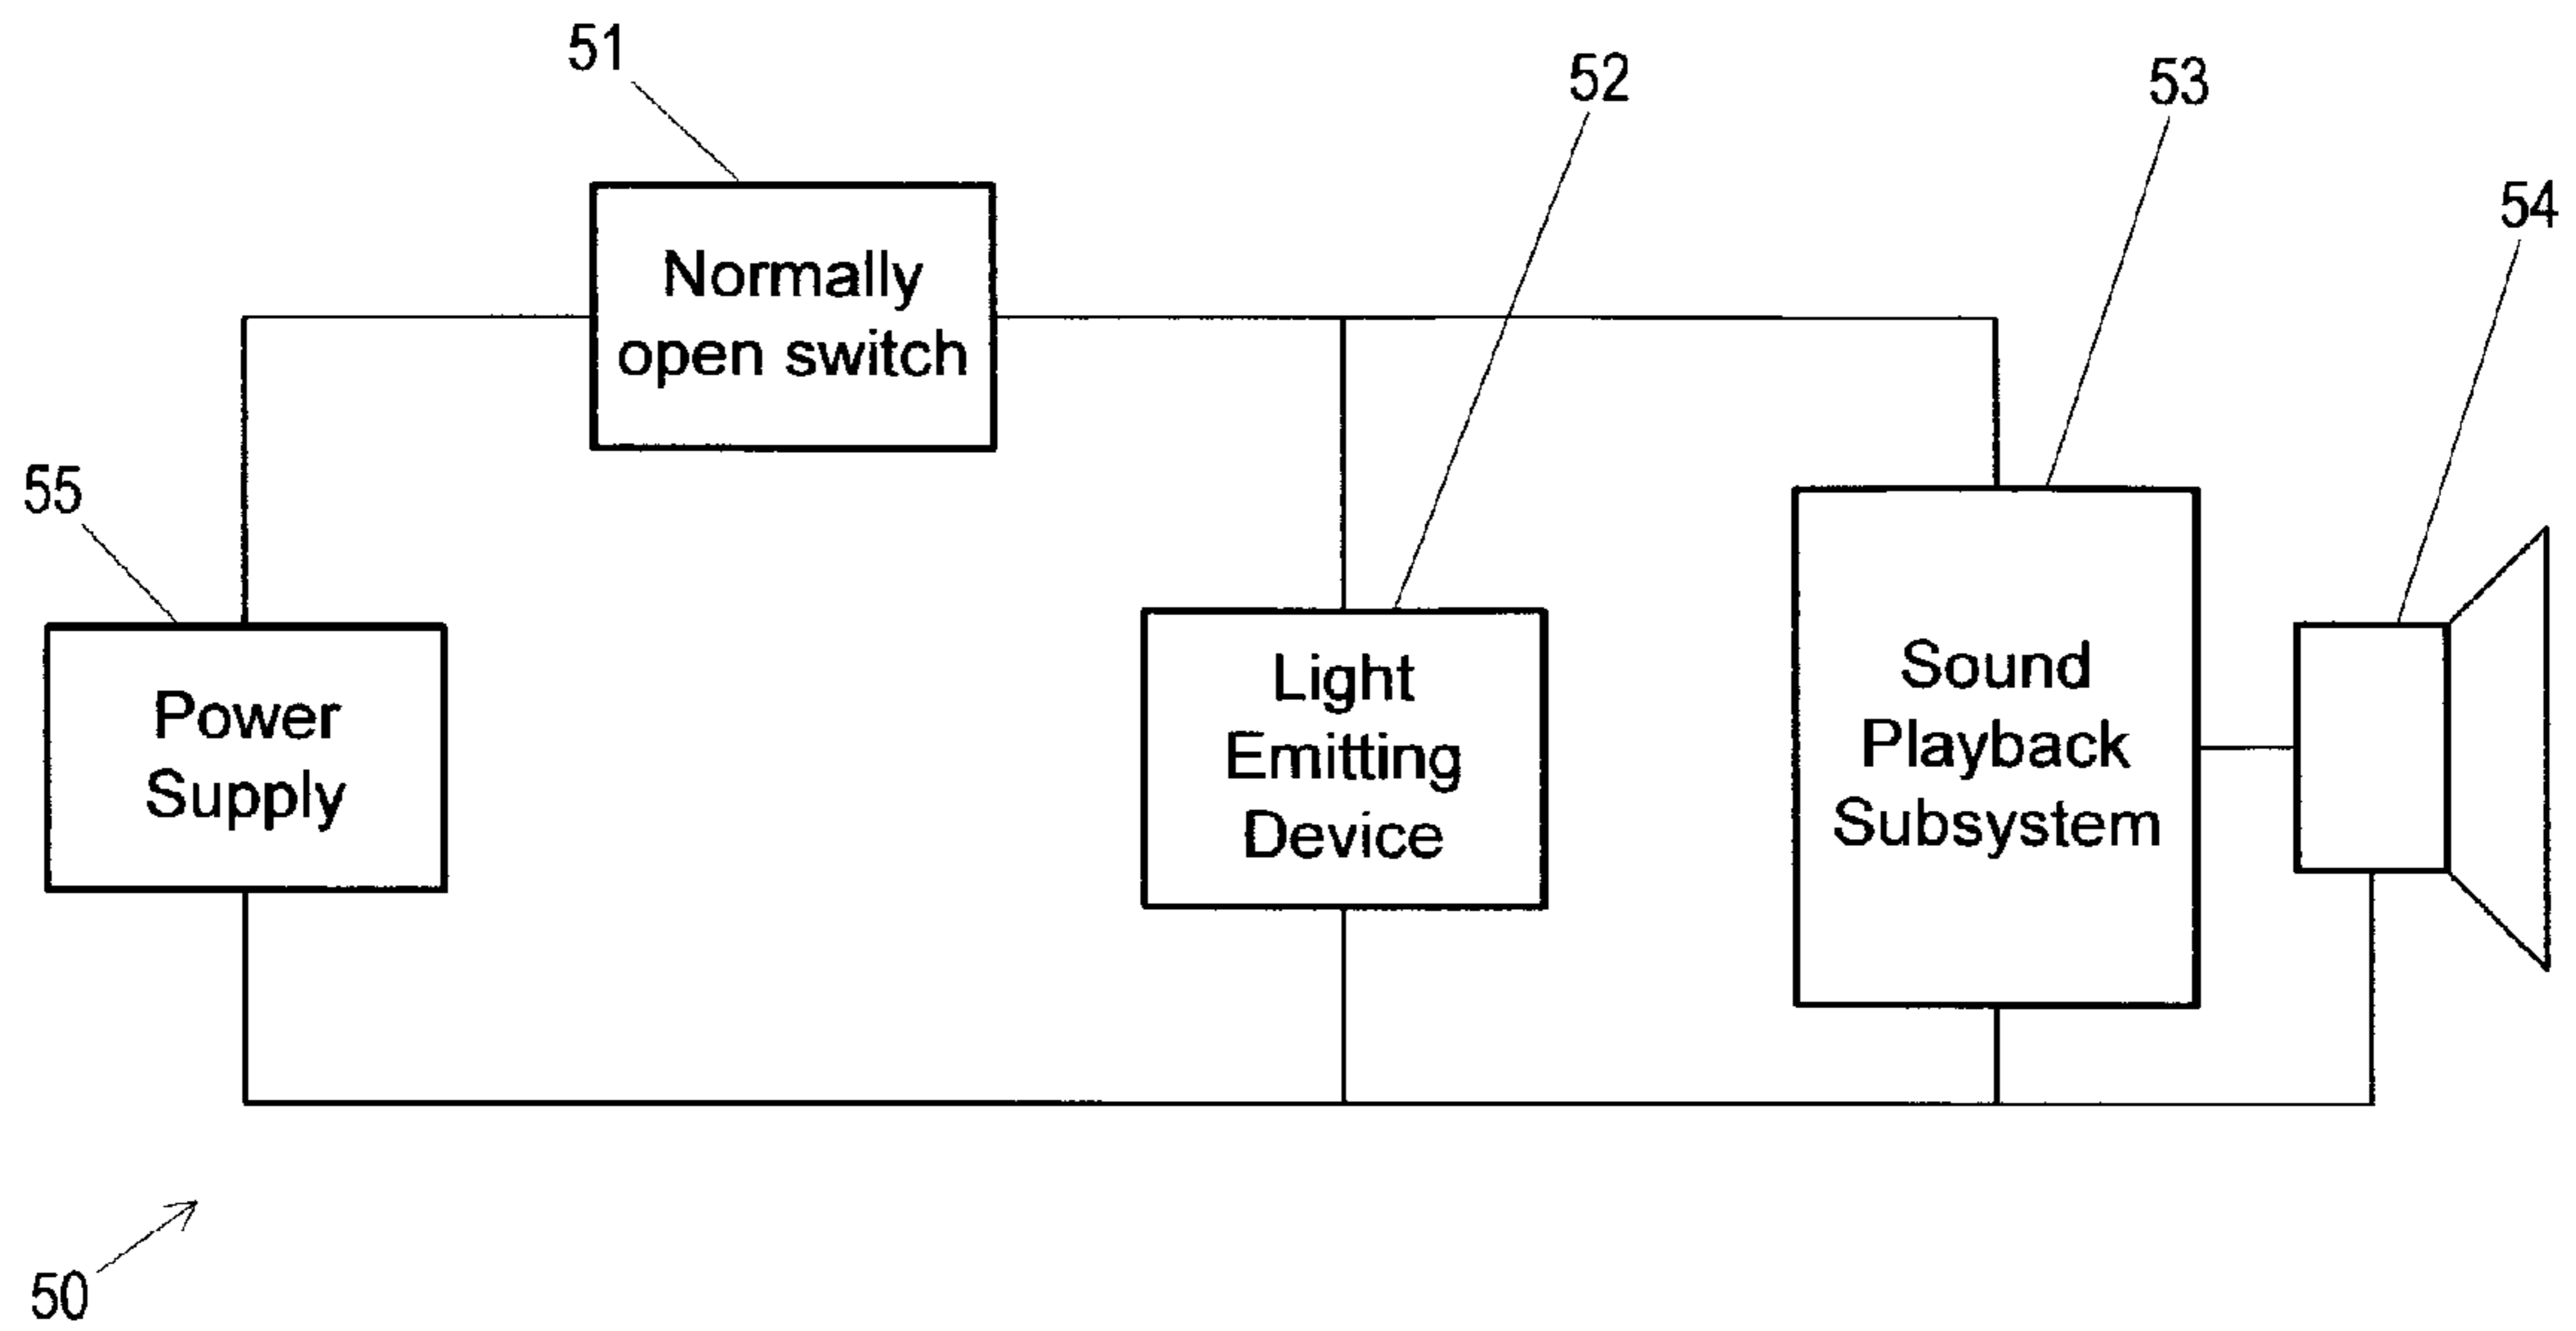 51
52
53
54
Normally
open switch
55
Power
Supply
Light
Emitting
Device
Sound
Playback
Subsystem
50